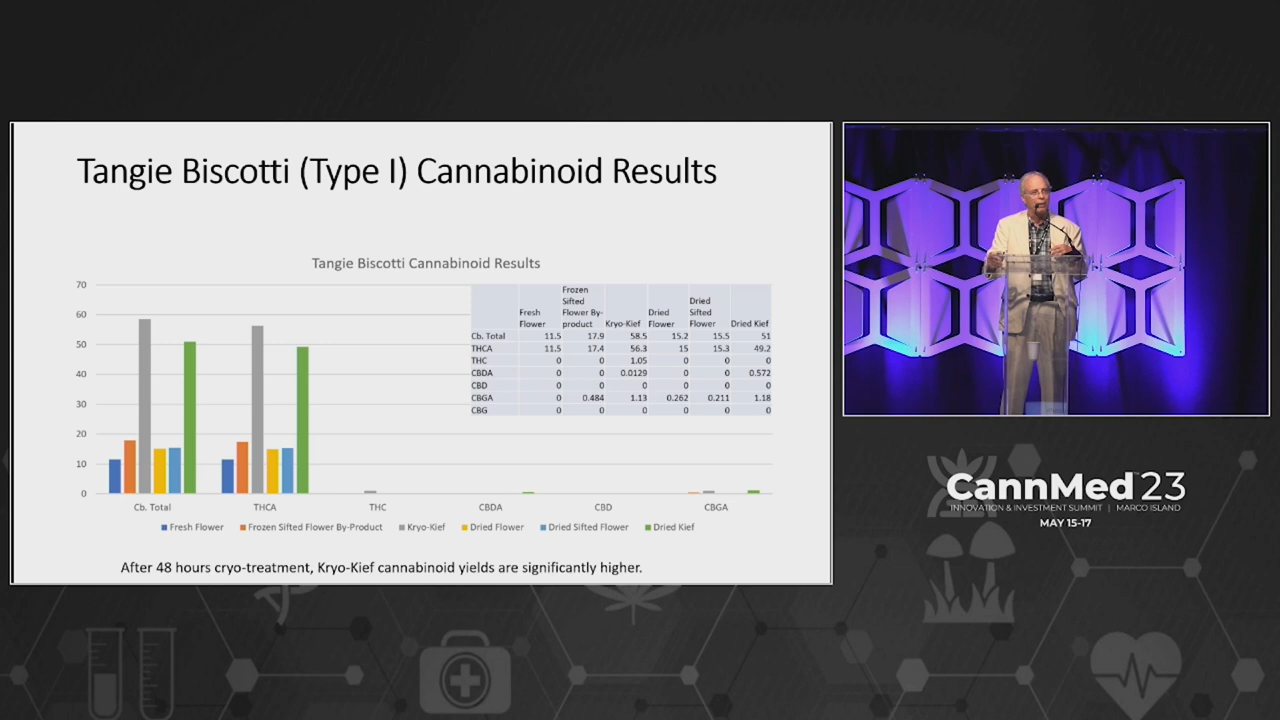 Tangie Biscotti (Type I) Cannabinoid Results
Tangie Biscotti Cannabinoid Results
70
60
50
40
30
20
10
0
Fresh Flower Frozen Sifted Flower By-product Kryo-Kief Dried Flower Dried Sifted Flower Dried Kief
Cb. Total 11.5 17.9 58.5 15.2 15.5 51
THCA 11.5 17.4 56.3 15 15.3 49.2
THC 0 0 1.05 0 0 0
CBDA 0 0 0.0129 0 0 0.572
CBD 0 0 0 0 0 0
CBGA 0 0.484 1.13 0.262 0.211 1.18
CBG 0 0 0 0 0 0
Cb. Total THCA THC CBDA CBD CBGA
Fresh Flower Frozen Sifted Flower By-Product Kryo-Kief Dried Flower Dried Sifted Flower Dried Kief
After 48 hours cryo-treatment, Kryo-Kief cannabinoid yields are significantly higher.
CannMed™23
INNOVATION & INVESTMENT SUMMIT | MARCO ISLAND
MAY 15-17